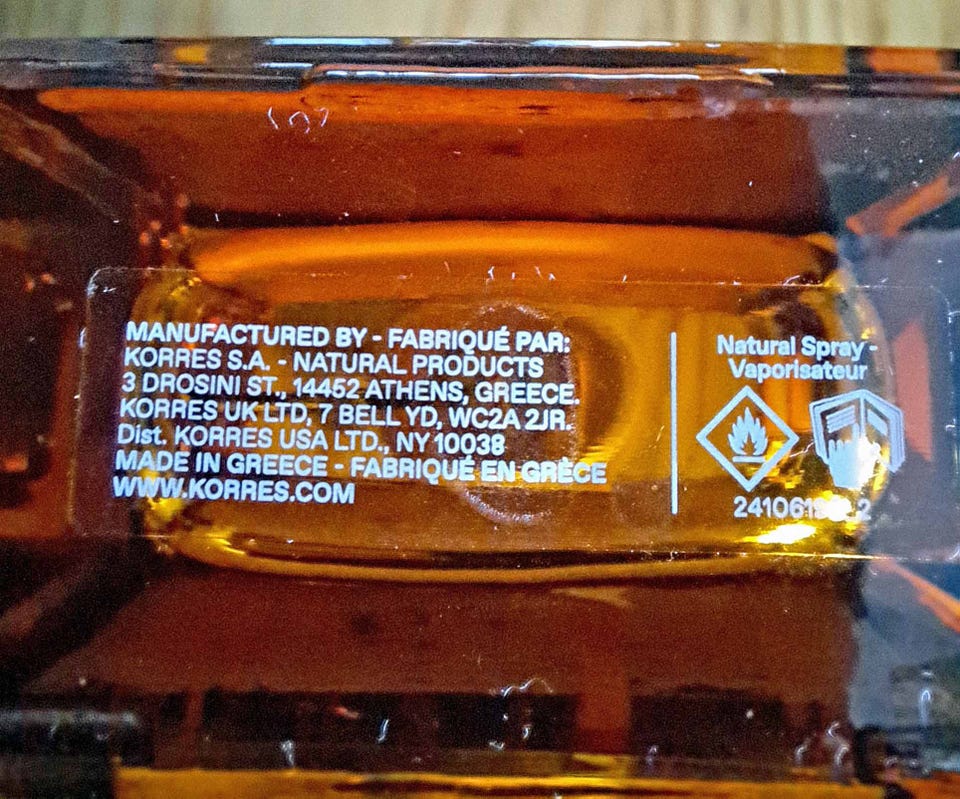 MANUFACTURED BY - FABRIQUÉ PAR:
KORRES S.A. - NATURAL PRODUCTS
3 DROSINI ST., 14452 ATHENS, GREECE.
KORRES UK LTD, 7 BELL YD, WC2A 2JR.
Dist. KORRES USA LTD., NY 10038
MADE IN GREECE - FABRIQUÉ EN GRÈCE
WWW.KORRES.COM
Natural Spray -
Vaporisateur